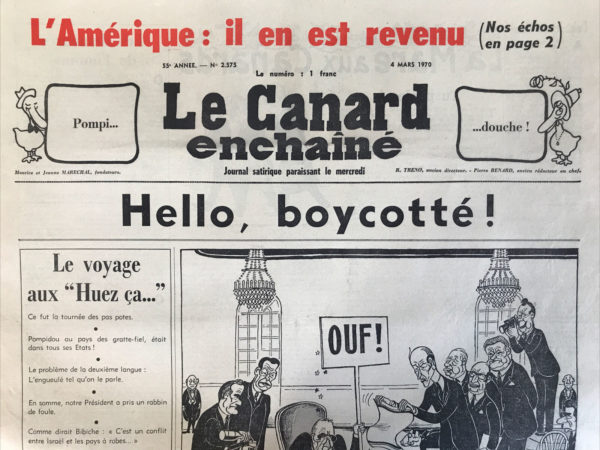 L'Amérique : il en est revenu (Nos échos en page 2)
55e ANNÉE. — No 2.575
4 MARS 1970
Le numéro : 1 franc
Pompi...
Le Canard
enchaîné
...douche !
Maurice et Jeanne MARECHAL, fondateurs.
Journal satirique paraissant le mercredi
R. TRENO, ancien directeur. - Pierre BENARD, ancien rédacteur en chef.
Hello, boycotté !
Le voyage
aux "Huez ça..."
Ce fut la tournée des pas potes.
Pompidou au pays des gratte-fiel, était
dans tous ses Etats !
Le problème de la deuxième langue :
L'engueulé tel qu'on le parle.
En somme, notre Président a pris un rabbin
de foule.
Comme dirait Bibiche : « C'est un conflit
entre Israël et les pays à robes... »
OUF!